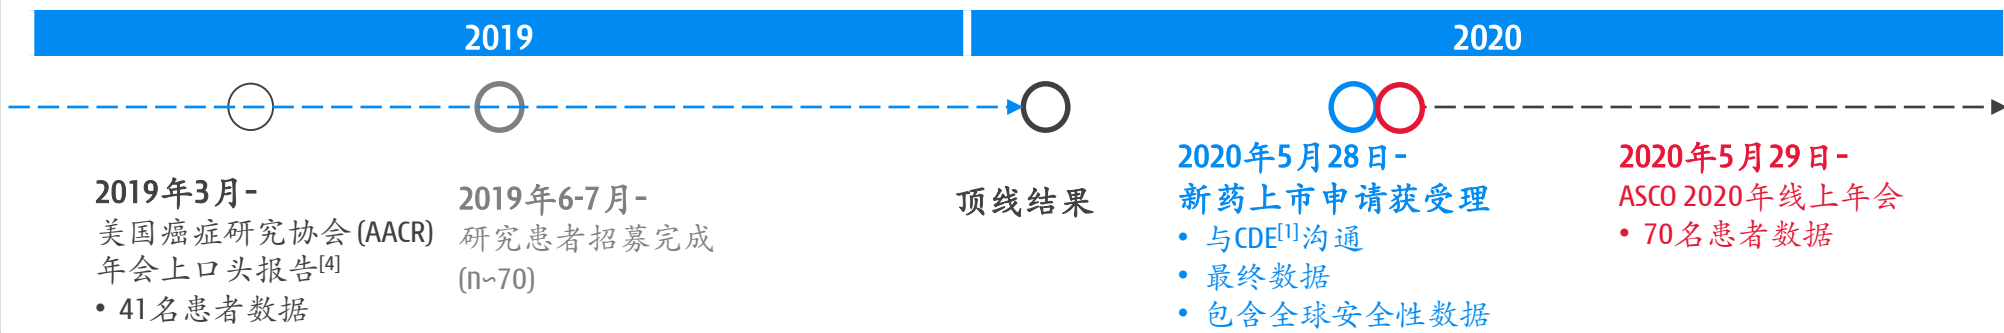 2019
2020
2019年3月-
美国癌症研究协会 (AACR)
年会上口头报告[4]
• 41名患者数据
2019年6-7月-
研究患者招募完成
(n~70)
顶线结果
2020年5月28日-
新药上市申请获受理
• 与CDE[1]沟通
• 最终数据
• 包含全球安全性数据
2020年5月29日-
ASCO 2020年线上年会
• 70名患者数据